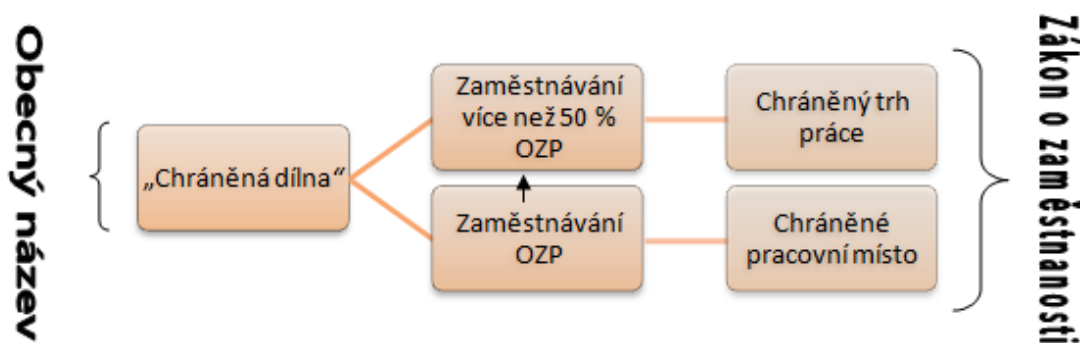 Obecný název
„Chráněná dílna“
Zaměstnávání
více než 50 %
OZP
Zaměstnávání
OZP
Chráněný trh
práce
Chráněné
pracovní místo
Zákon o zaměstnanosti